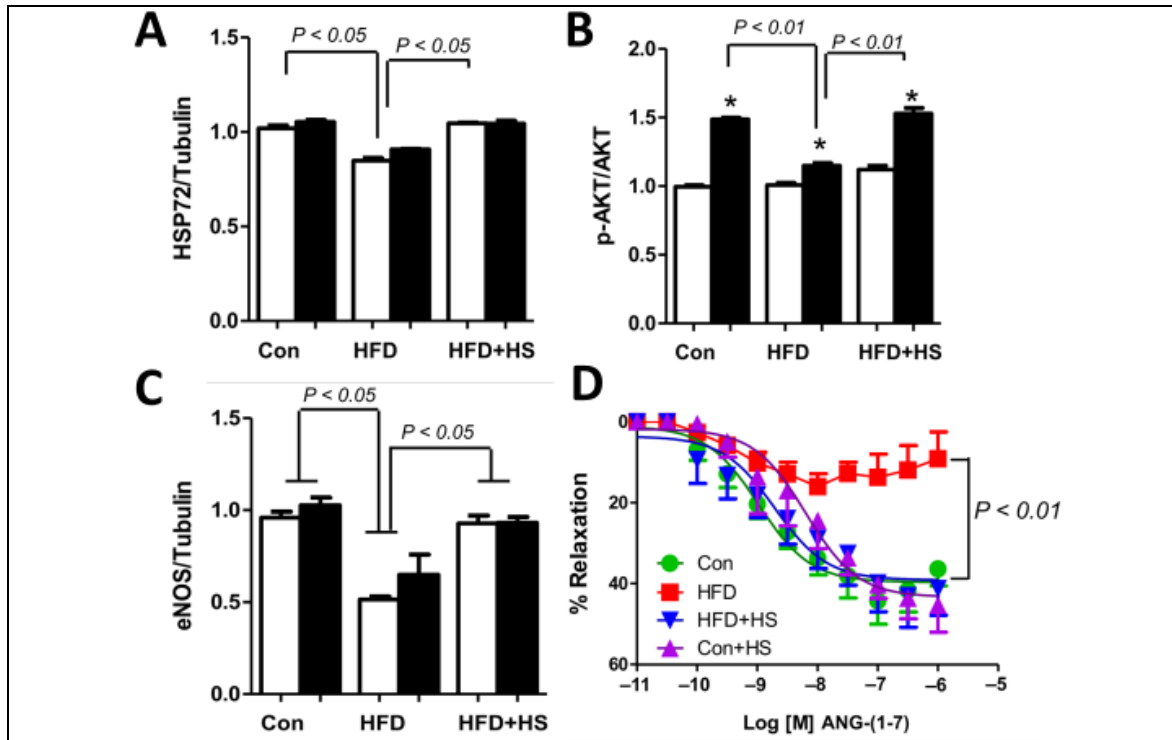 A
P < 0.05
P < 0.05
1.5
1.0
0.5
0.0
HSP72/Tubulin
Con HFD HFD+HS
B
P < 0.01
P < 0.01
2.0
1.5
1.0
0.5
0.0
p-AKT/AKT
* * *
Con HFD HFD+HS
C
P < 0.05
P < 0.05
1.5
1.0
0.5
0.0
eNOS/Tubulin
Con HFD HFD+HS
D
0
20
40
60
% Relaxation
P < 0.01
Con
HFD
HFD+HS
Con+HS
–11 –10 –9 –8 –7 –6 –5
Log [M] ANG-(1-7)